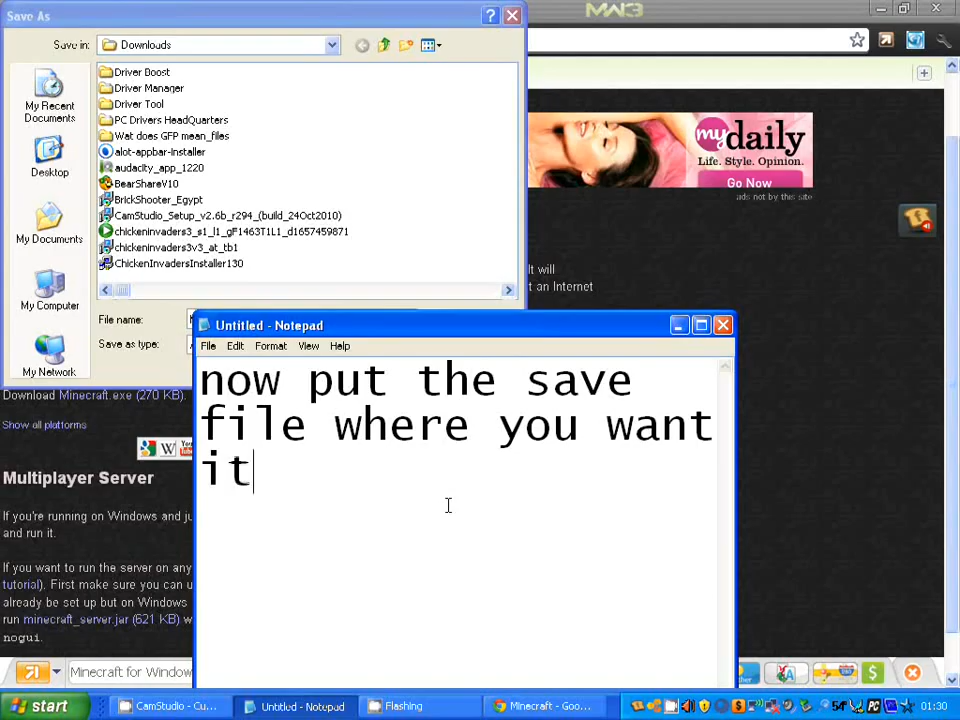 Save As
MW3
Save in:
Downloads
Driver Boost
Driver Manager
Driver Tool
PC Drivers HeadQuarters
Wat does GFP mean_files
alot-appbar-installer
audacity_app_1220
BearShareV10
BrickShooter_Egypt
CamStudio_Setup_v2.6b_r294_(build_24Oct2010)
chickeninvaders3_s1_l1_gF1463T1L1_d1657459871
chickeninvaders3v3_at_tb1
ChickenInvadersInstaller130
My Recent
Documents
Desktop
My Documents
My Computer
My Network
File name:
Save as type:
my daily
Life. Style. Opinion.
Go Now
ads not by this site
It will
t an Internet
Untitled - Notepad
File Edit Format View Help
now put the save
file where you want
it
Download Minecraft.exe (270 KB).
Show all platforms
Multiplayer Server
If you're running on Windows and ju
and run it.
If you want to run the server on any
tutorial). First make sure you can u
already be set up but on Windows
run minecraft_server.jar (621 KB) w
nogui.
Minecraft for Window
start
CamStudio - Cu...
Untitled - Notepad
Flashing
Minecraft - Goo...
54°
01:30